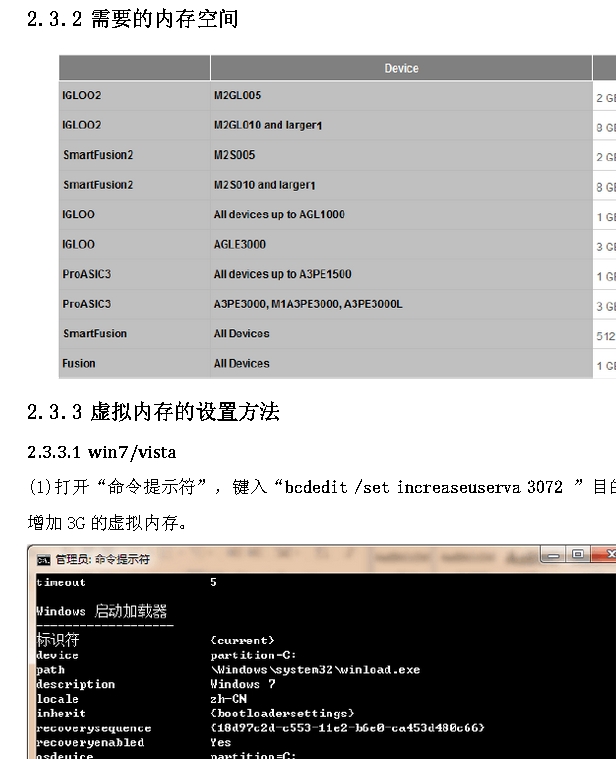 2.3.2 需要的内存空间
Device
IGLOO2 M2GL005 2 GB
IGLOO2 M2GL010 and larger1 8 GB
SmartFusion2 M2S005 2 GB
SmartFusion2 M2S010 and larger1 8 GB
IGLOO All devices up to AGL1000 1 GB
IGLOO AGLE3000 3 GB
ProASIC3 All devices up to A3PE1500 1 GB
ProASIC3 A3PE3000, M1A3PE3000, A3PE3000L 3 GB
SmartFusion All Devices 512
Fusion All Devices 1 GB
2.3.3 虚拟内存的设置方法
2.3.3.1 win7/vista
(1)打开“命令提示符”，键入“bcdedit /set increaseuserva 3072 ”目的
增加 3G 的虚拟内存。
管理员: 命令提示符
timeout 5
Windows 启动加载器
-------------------
标识符 {current}
device partition=C:
path \Windows\system32\winload.exe
description Windows 7
locale zh-CN
inherit {bootloadersettings}
recoverysequence {18d97c2d-c553-11e2-b6e0-ca453d480c66}
recoveryenabled Yes
osdevice partition=C: